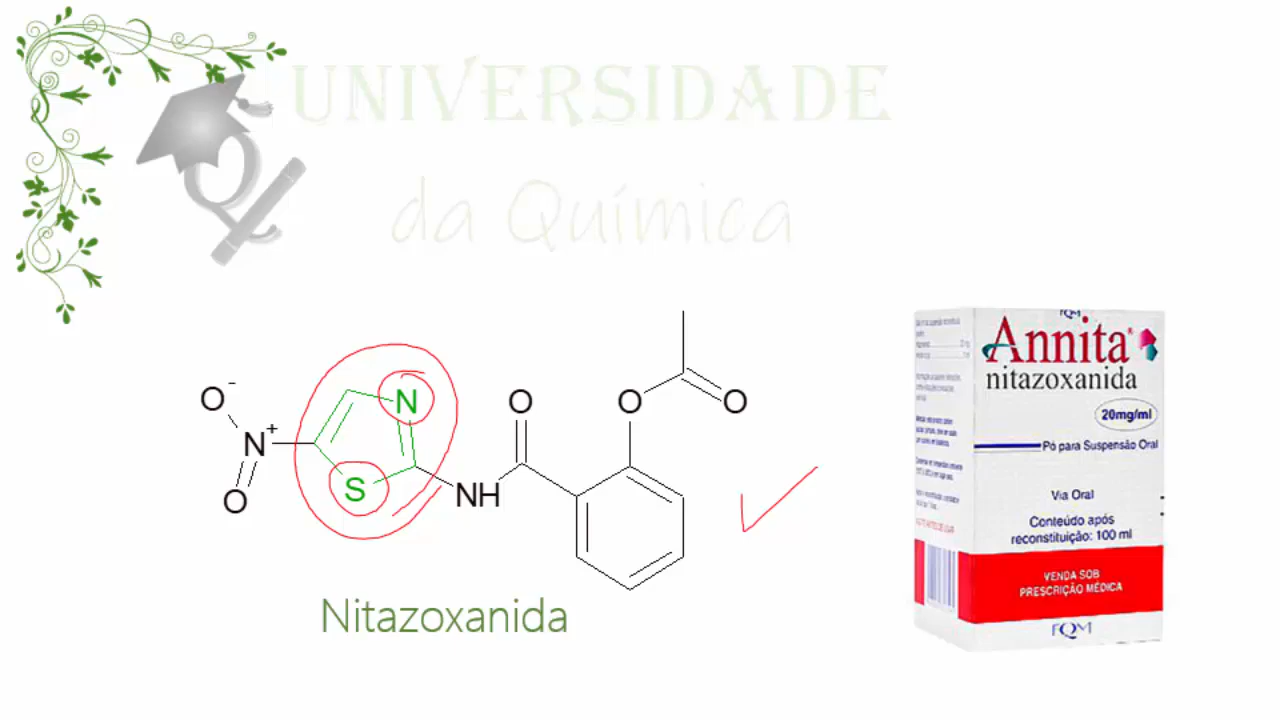 UNIVERSIDADE
da Química
O
-
N
+
O
N
S
NH
O
O
O
Nitazoxanida
FQM
Annita®
nitazoxanida
20mg/ml
Pó para Suspensão Oral
Via Oral
Conteúdo após
reconstituição: 100 ml
VENDA SOB
PRESCRIÇÃO MÉDICA
FQM